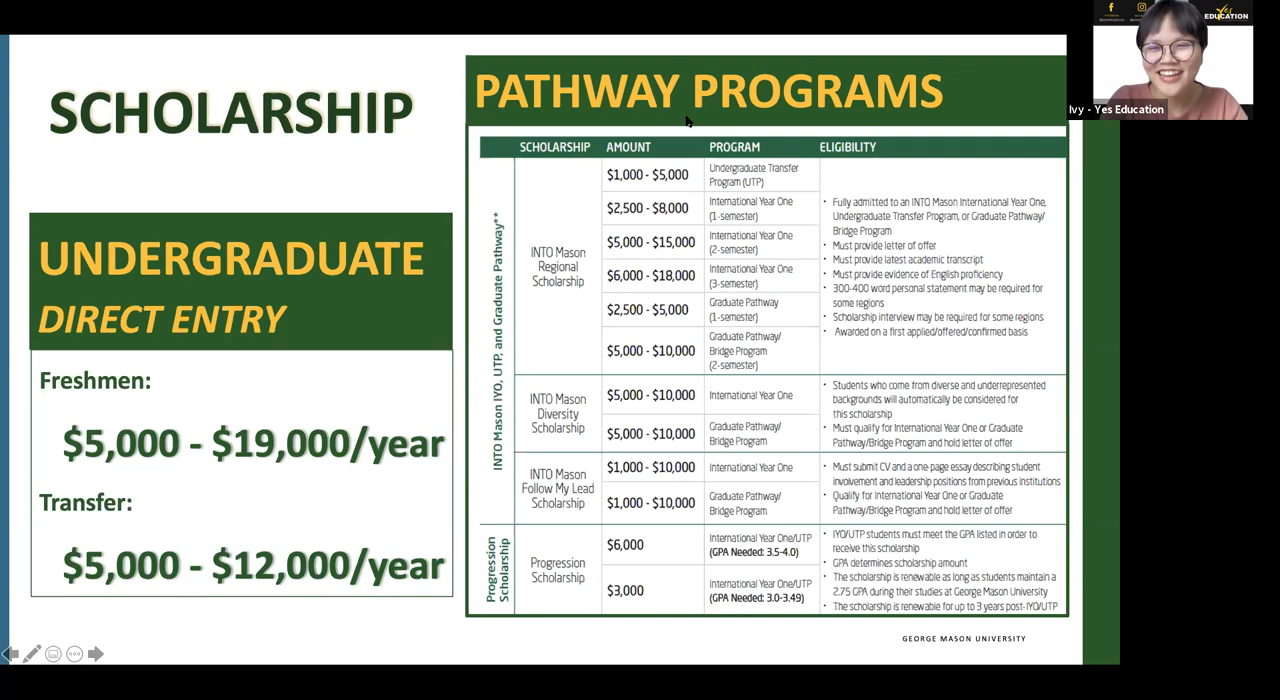 SCHOLARSHIP
UNDERGRADUATE
DIRECT ENTRY
Freshmen:
$5,000 - $19,000/year
Transfer:
$5,000 - $12,000/year
PATHWAY PROGRAMS
SCHOLARSHIP AMOUNT PROGRAM ELIGIBILITY
INTO Mason IYO, UTP, and Graduate Pathway**
INTO Mason
Regional
Scholarship
$1,000 - $5,000
Undergraduate Transfer
Program (UTP)
$2,500 - $8,000
International Year One
(1-semester)
$5,000 - $15,000
International Year One
(2-semester)
$6,000 - $18,000
International Year One
(3-semester)
$2,500 - $5,000
Graduate Pathway
(1-semester)
$5,000 - $10,000
Graduate Pathway/
Bridge Program
(2-semester)
• Fully admitted to an INTO Mason International Year One,
Undergraduate Transfer Program, or Graduate Pathway/
Bridge Program
• Must provide letter of offer
• Must provide latest academic transcript
• Must provide evidence of English proficiency
• 300-400 word personal statement may be required for
some regions
• Scholarship interview may be required for some regions
• Awarded on a first applied/offered/confirmed basis
INTO Mason
Diversity
Scholarship
$5,000 - $10,000
International Year One
$5,000 - $10,000
Graduate Pathway/
Bridge Program
• Students who come from diverse and underrepresented
backgrounds will automatically be considered for
this scholarship
• Must qualify for International Year One or Graduate
Pathway/Bridge Program and hold letter of offer
INTO Mason
Follow My Lead
Scholarship
$1,000 - $10,000
International Year One
$1,000 - $10,000
Graduate Pathway/
Bridge Program
• Must submit CV and a one-page essay describing student
involvement and leadership positions from previous institutions
• Qualify for International Year One or Graduate
Pathway/Bridge Program and hold letter of offer
Progression
Scholarship
Progression
Scholarship
$6,000
International Year One/UTP
(GPA Needed: 3.5-4.0)
$3,000
International Year One/UTP
(GPA Needed: 3.0-3.49)
• IYO/UTP students must meet the GPA listed in order to
receive this scholarship
• GPA determines scholarship amount
• The scholarship is renewable as long as students maintain a
2.75 GPA during their studies at George Mason University
• The scholarship is renewable for up to 3 years post-IYO/UTP
GEORGE MASON UNIVERSITY
Yes
EDUCATION
Ivy - Yes Education